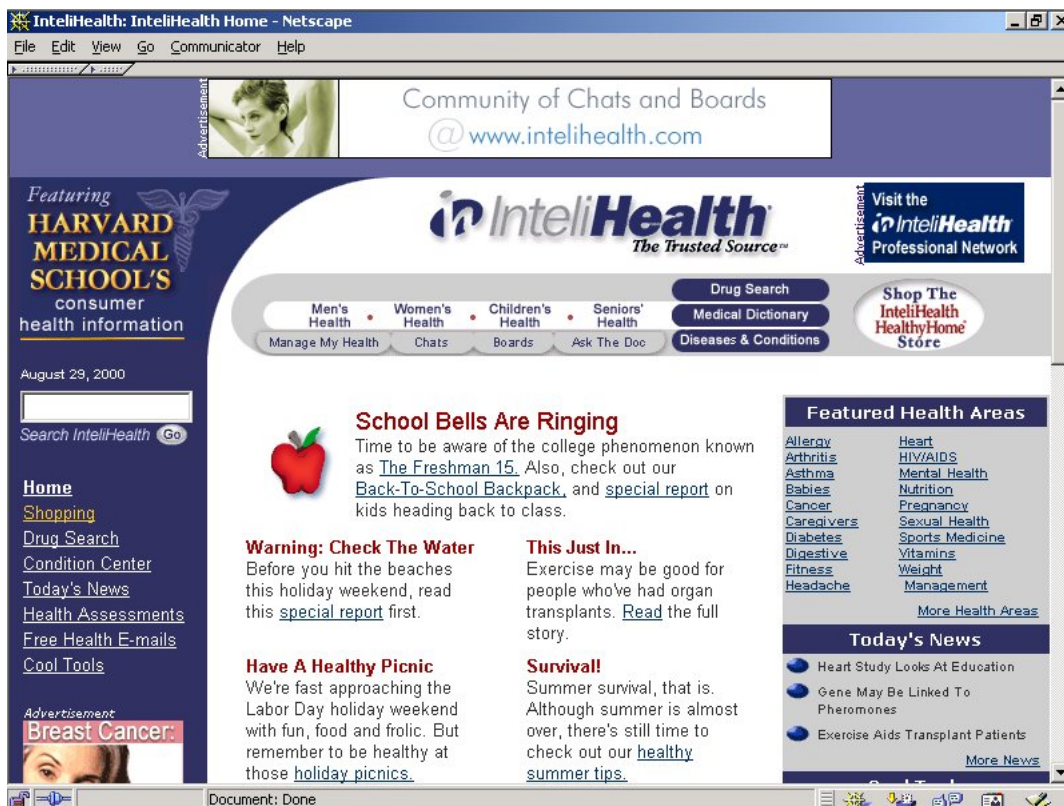 InteliHealth: InteliHealth Home - Netscape
File Edit View Go Communicator Help
Advertisement
Community of Chats and Boards
@www.intelihealth.com
Featuring
HARVARD
MEDICAL
SCHOOL'S
consumer
health information
InteliHealth
The Trusted Source
Advertisement
Visit the
InteliHealth
Professional Network
Men's Health • Women's Health • Children's Health • Seniors' Health
Manage My Health Chats Boards Ask The Doc
Drug Search
Medical Dictionary
Diseases & Conditions
Shop The
InteliHealth
HealthyHome
Store
August 29, 2000
Search InteliHealth Go
Home
Shopping
Drug Search
Condition Center
Today's News
Health Assessments
Free Health E-mails
Cool Tools
Advertisement
Breast Cancer:
School Bells Are Ringing
Time to be aware of the college phenomenon known
as The Freshman 15. Also, check out our
Back-To-School Backpack, and special report on
kids heading back to class.
Warning: Check The Water
Before you hit the beaches
this holiday weekend, read
this special report first.
This Just In...
Exercise may be good for
people who've had organ
transplants. Read the full
story.
Have A Healthy Picnic
We're fast approaching the
Labor Day holiday weekend
with fun, food and frolic. But
remember to be healthy at
those holiday picnics.
Survival!
Summer survival, that is.
Although summer is almost
over, there's still time to
check out our healthy
summer tips.
Featured Health Areas
Allergy
Arthritis
Asthma
Babies
Cancer
Caregivers
Diabetes
Digestive
Fitness
Headache
Heart
HIV/AIDS
Mental Health
Nutrition
Pregnancy
Sexual Health
Sports Medicine
Vitamins
Weight
Management
More Health Areas
Today's News
Heart Study Looks At Education
Gene May Be Linked To
Pheromones
Exercise Aids Transplant Patients
More News
Document: Done